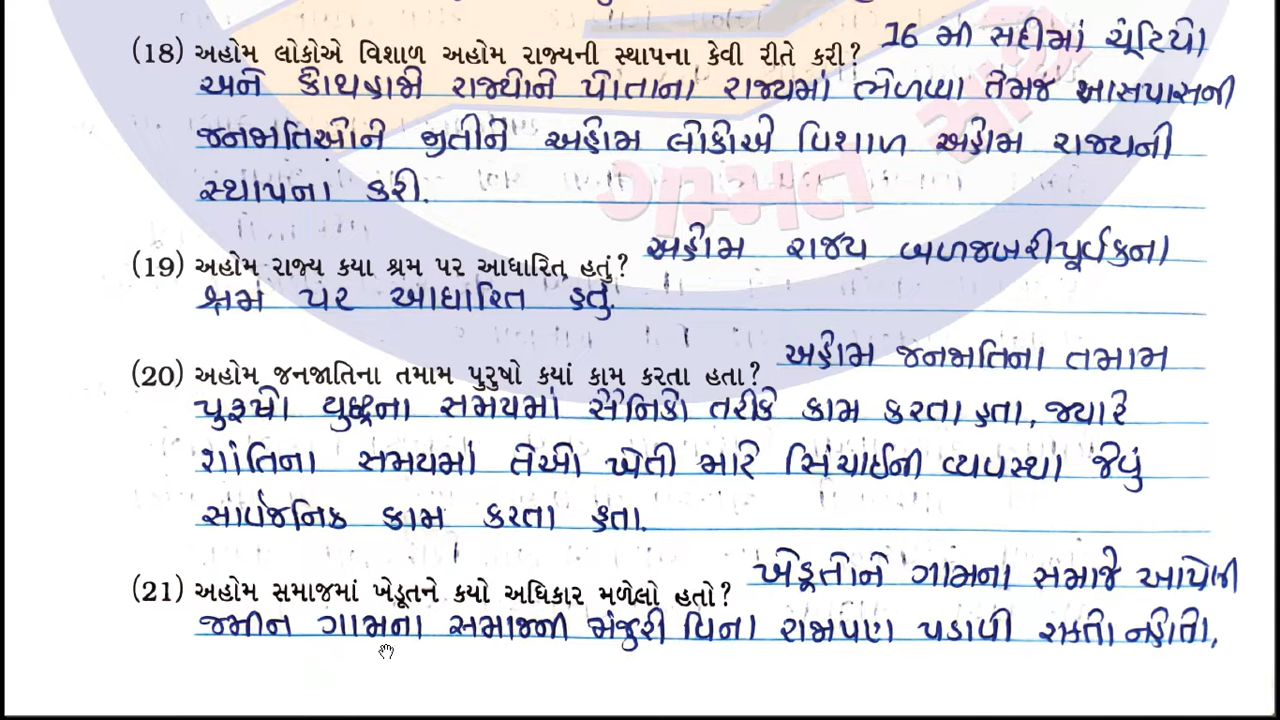 (18) અહોમ લોકોએ વિશાળ અહોમ રાજ્યની સ્થાપના કેવી રીતે કરી? 16 મી સદીમાં ચૂંટિયો
અને કોચહાજો રાજ્યોને પોતાના રાજ્યમાં ભેળવ્યા તેમજ આસપાસની
જનજાતિઓને જીતીને અહોમ લોકોએ વિશાળ અહોમ રાજ્યની
સ્થાપના કરી.
ગમ્મત સાથે
(19) અહોમ રાજ્ય કયા શ્રમ પર આધારિત હતું? અહોમ રાજ્ય બળજબરીપૂર્વકના
શ્રમ પર આધારિત હતું.
(20) અહોમ જનજાતિના તમામ પુરુષો ક્યાં કામ કરતા હતા? અહોમ જનજાતિના તમામ
પુરૂષો યુદ્ધના સમયમાં સૈનિકો તરીકે કામ કરતા હતા, જ્યારે
શાંતિના સમયમાં તેઓ ખેતી માટે સિંચાઈની વ્યવસ્થા જેવું
સાર્વજનિક કામ કરતા હતા.
(21) અહોમ સમાજમાં ખેડૂતને કયો અધિકાર મળેલો હતો? ખેડૂતોને ગામના સમાજે આપેલી
જમીન ગામના સમાજની મંજુરી વિના રાજાપણ પડાવી શકતો નહોતો,